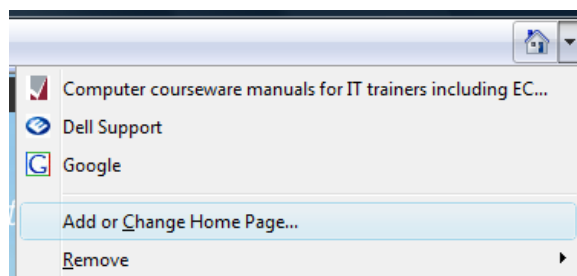 Computer courseware manuals for IT trainers including EC...
Dell Support
Google
Add or Change Home Page...
Remove